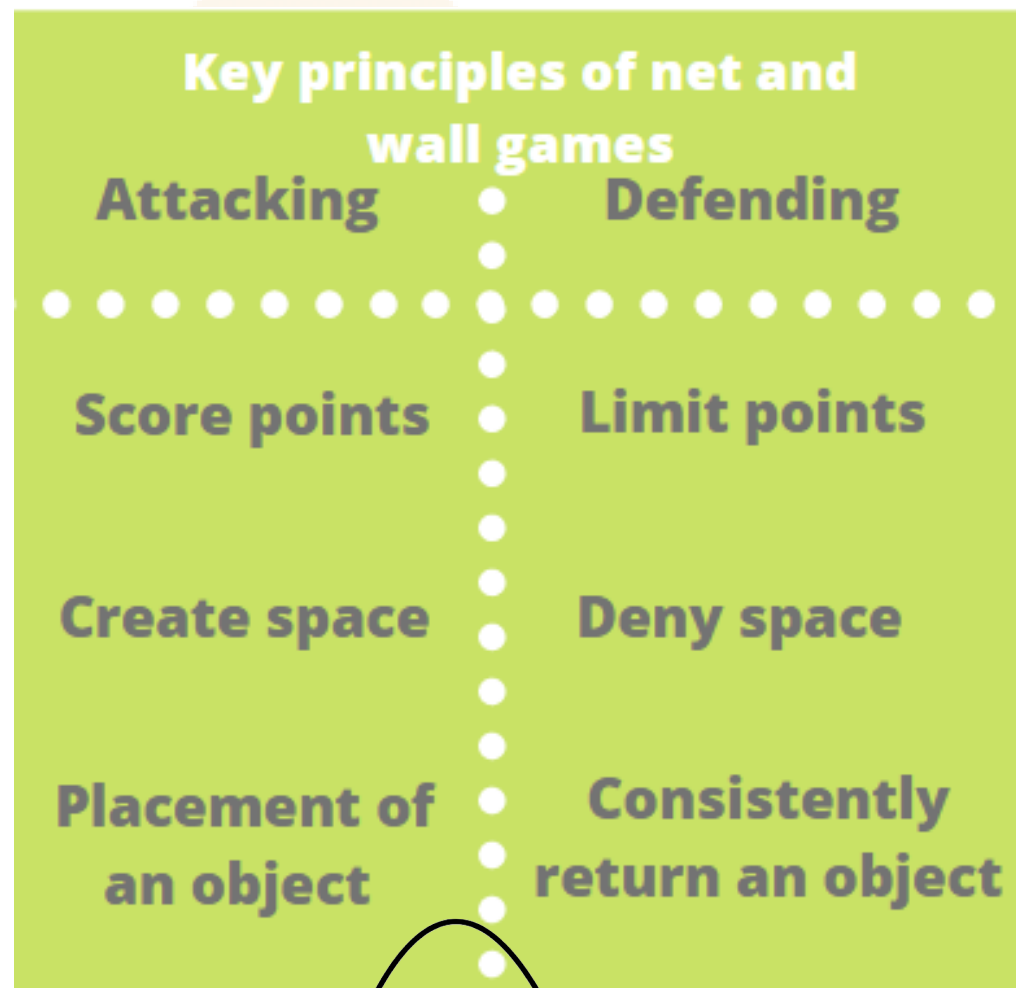 Key principles of net and
wall games
Attacking
Defending
Score points
Limit points
Create space
Deny space
Placement of
an object
Consistently
return an object